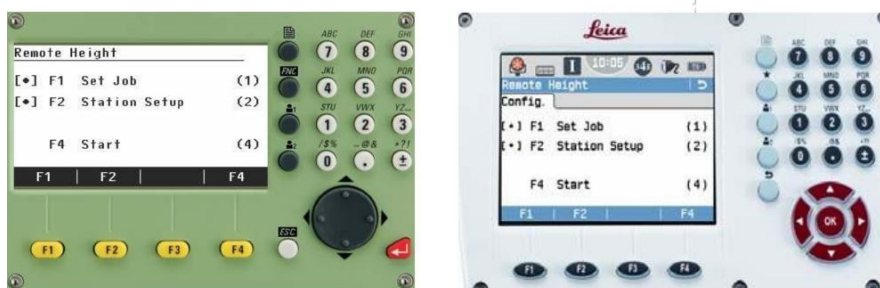 Remote Height
[•] F1 Set Job (1)
[•] F2 Station Setup (2)
F4 Start (4)
F1 | F2 | | F4
F1 F2 F3 F4
FNC
ESC
ABC DEF GHI
7 8 9
JKL MNO PQR
4 5 6
STU VWX YZ_
1 2 3
/$% _@& *?!
0 . ±
Leica
10:05
Remote Height
Config.
[•] F1 Set Job (1)
[•] F2 Station Setup (2)
F4 Start (4)
F1 | F2 | | F4
F1 F2 F3 F4
ABC DEF GHI
7 8 9
JKL MNO PQR
4 5 6
STU VWX
1 2 3
0 . ±
OK